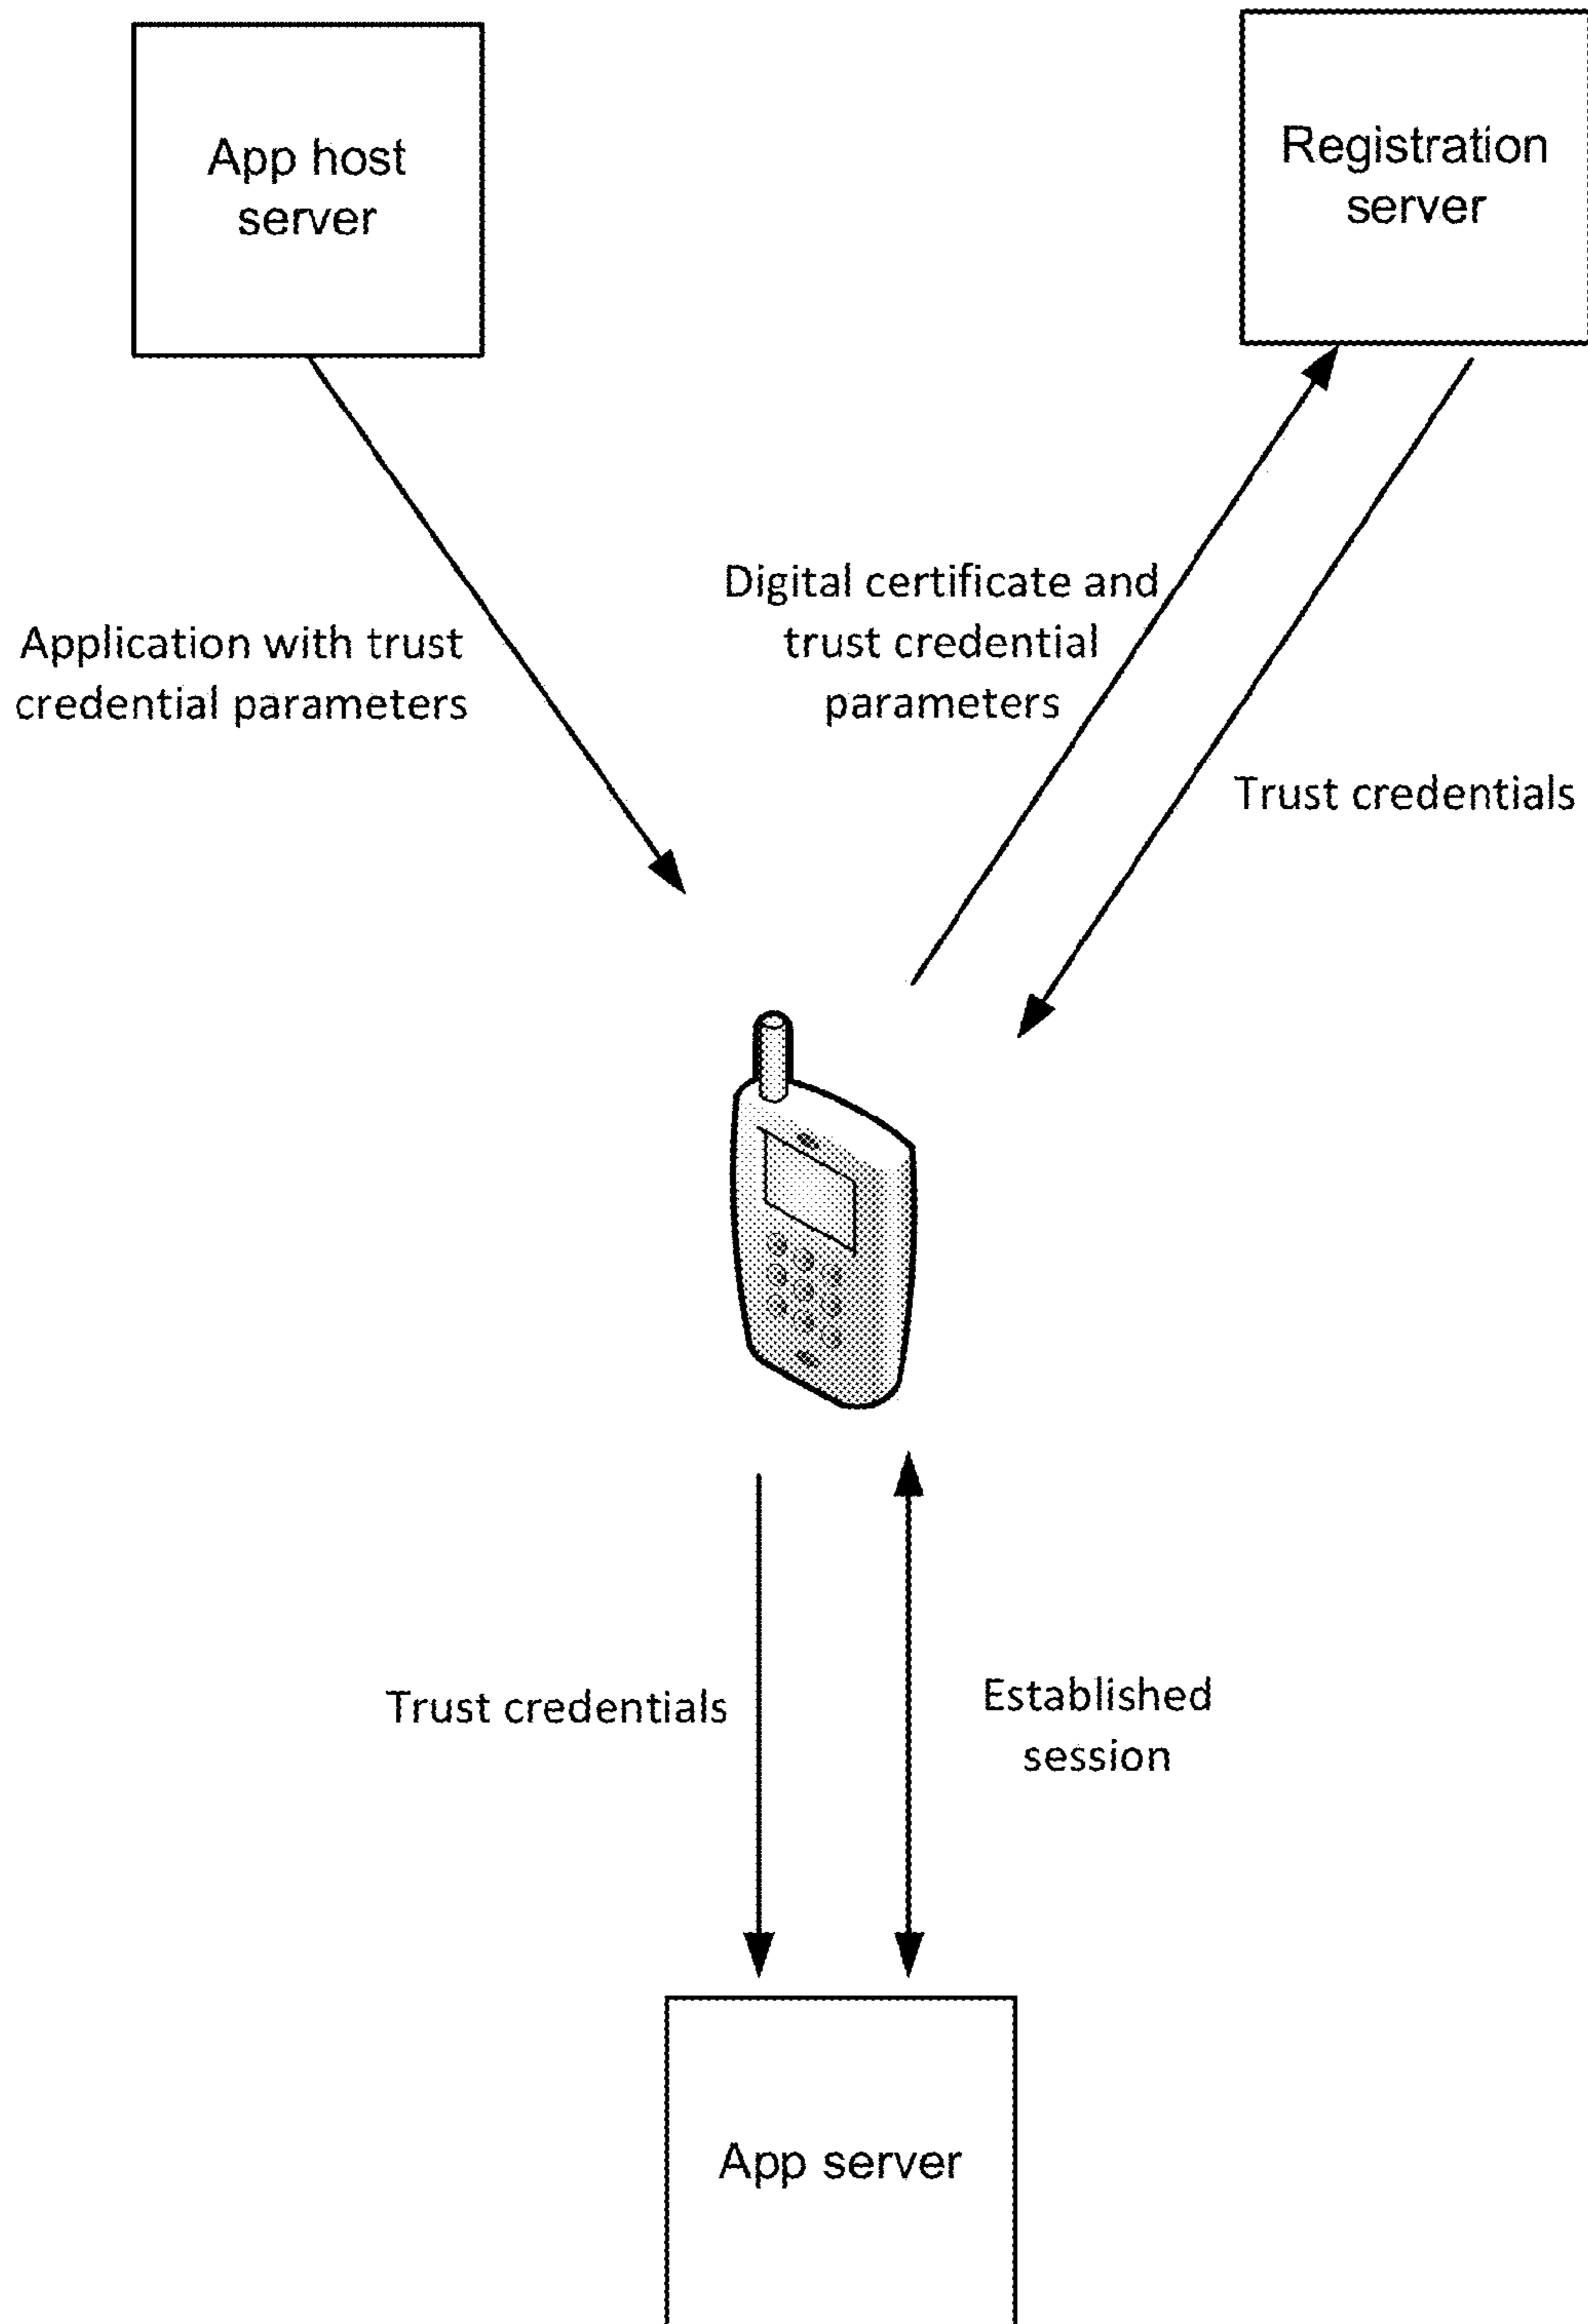 App host
server
Registration
server
Application with trust
credential parameters
Digital certificate and
trust credential
parameters
Trust credentials
Trust credentials
Established
session
App server